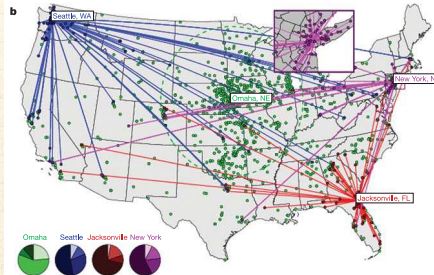 b
Seattle, WA
New York, N
Omaha, NE
Jacksonville, FL
Omaha Seattle Jacksonville New York